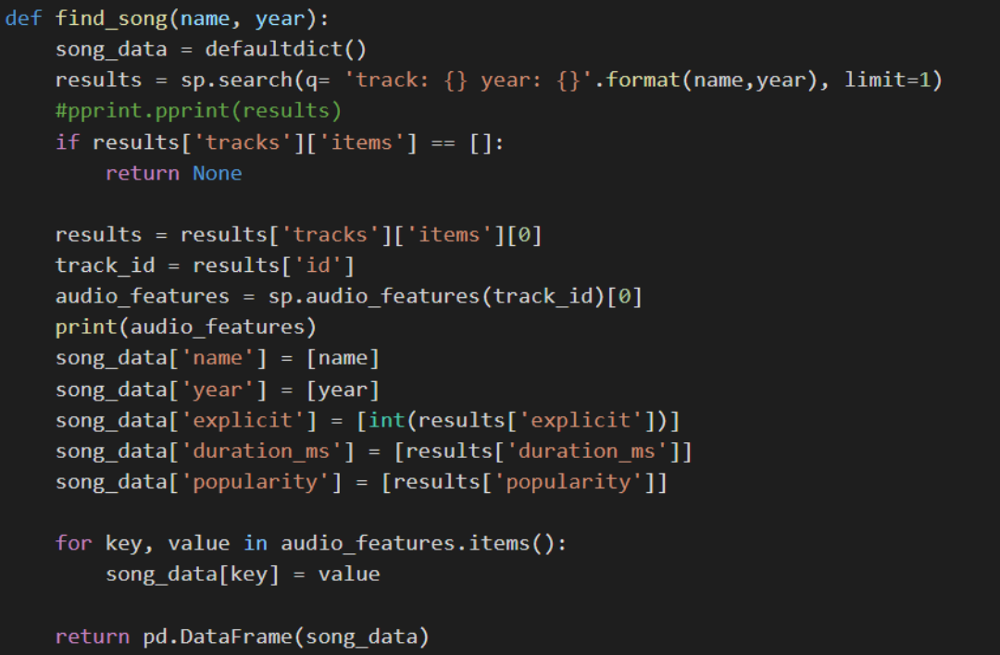 def find_song(name, year):
    song_data = defaultdict()
    results = sp.search(q= 'track: {} year: {}'.format(name,year), limit=1)
    #pprint.pprint(results)
    if results['tracks']['items'] == []:
        return None

    results = results['tracks']['items'][0]
    track_id = results['id']
    audio_features = sp.audio_features(track_id)[0]
    print(audio_features)
    song_data['name'] = [name]
    song_data['year'] = [year]
    song_data['explicit'] = [int(results['explicit'])]
    song_data['duration_ms'] = [results['duration_ms']]
    song_data['popularity'] = [results['popularity']]

    for key, value in audio_features.items():
        song_data[key] = value

    return pd.DataFrame(song_data)